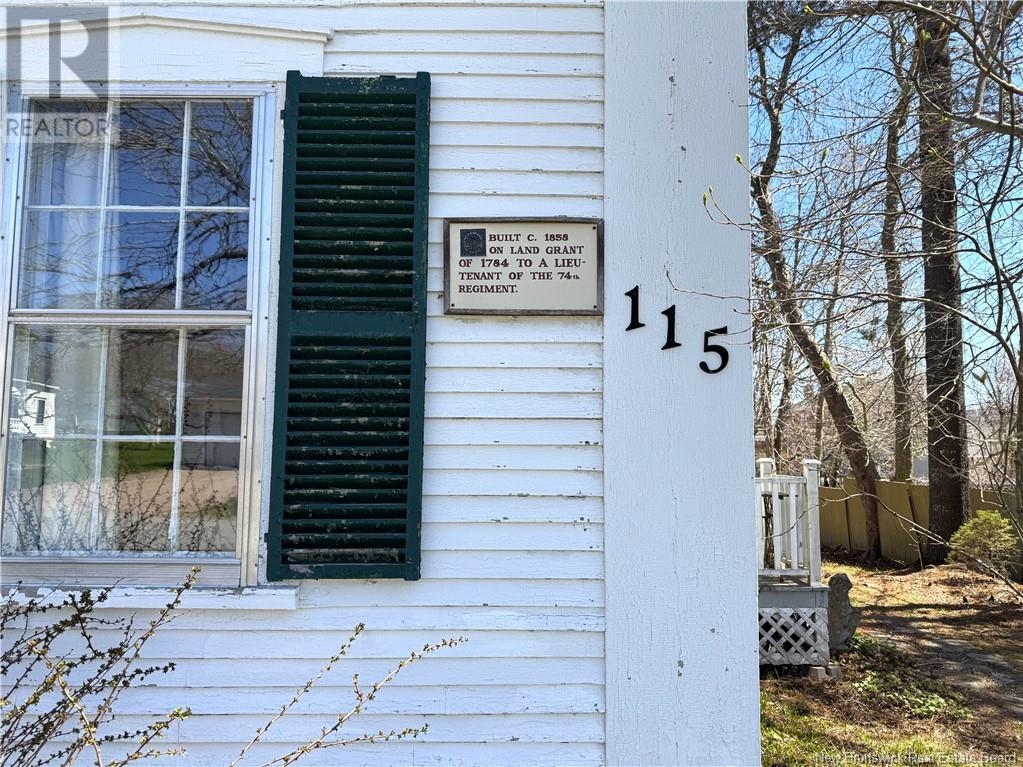 REALTOR
BUILT C. 1858
ON LAND GRANT
OF 1784 TO A LIEU-
TENANT OF THE 74th
REGIMENT.
115
New Brunswick Real Estate Board